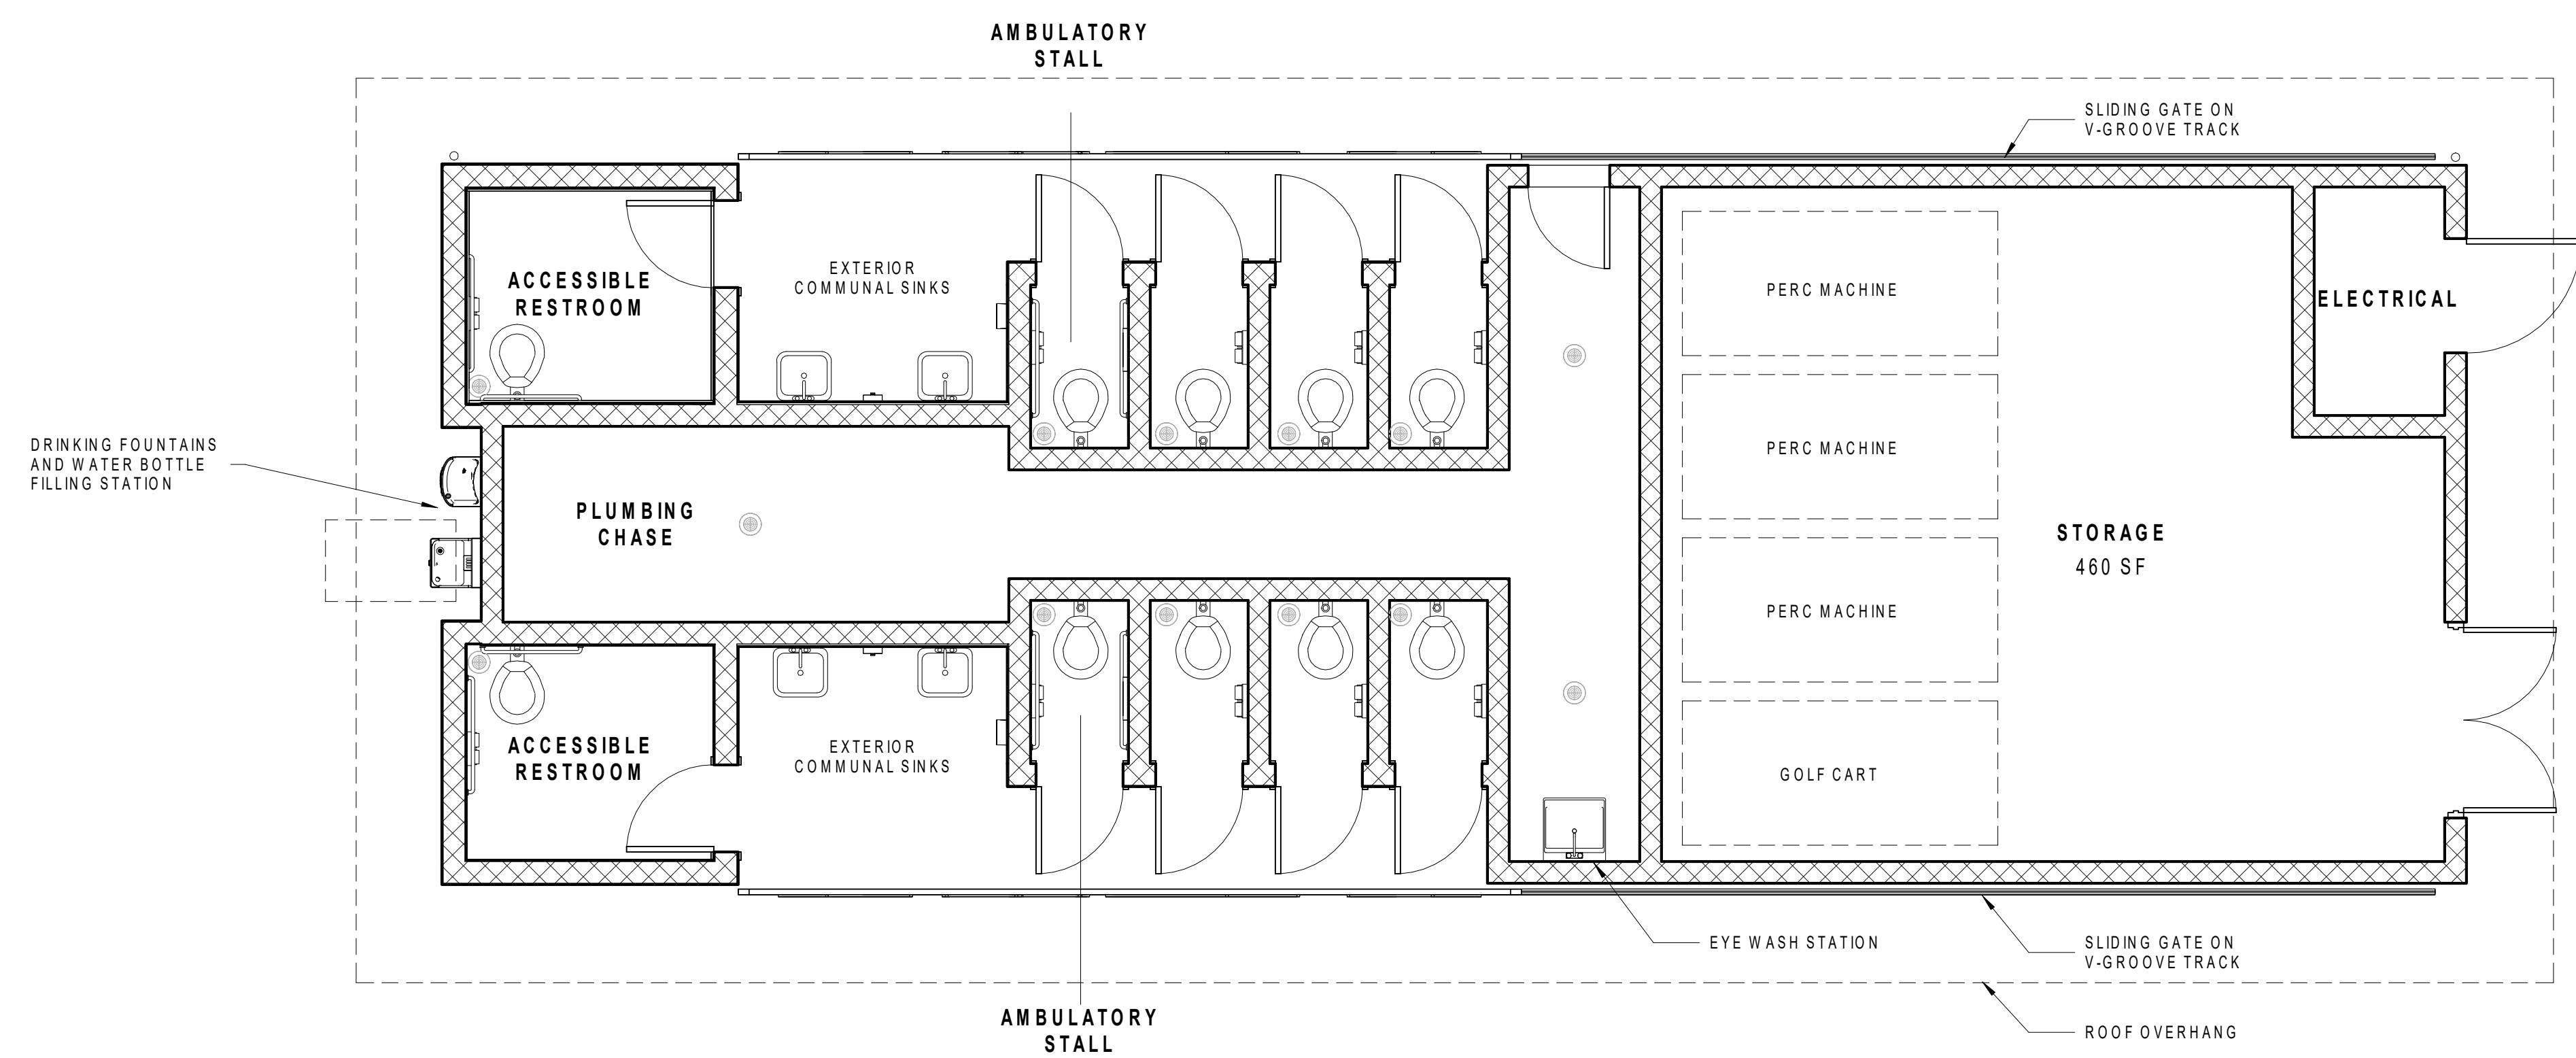 AMBULATORY
STALL
SLIDING GATE ON
V-GROOVE TRACK
ACCESSIBLE
RESTROOM
EXTERIOR
COMMUNAL SINKS
PERC MACHINE
ELECTRICAL
DRINKING FOUNTAINS
AND WATER BOTTLE
FILLING STATION
PERC MACHINE
PLUMBING
CHASE
STORAGE
460 SF
PERC MACHINE
ACCESSIBLE
RESTROOM
EXTERIOR
COMMUNAL SINKS
GOLF CART
EYE WASH STATION
SLIDING GATE ON
V-GROOVE TRACK
AMBULATORY
STALL
ROOF OVERHANG